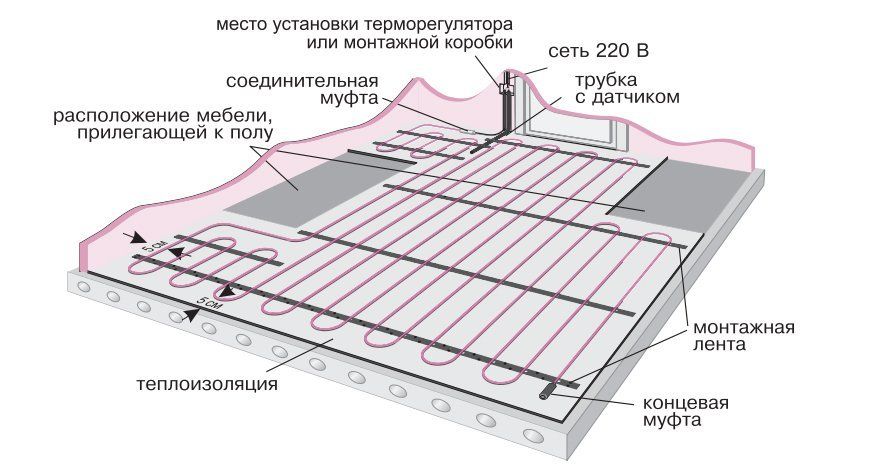 место установки терморегулятора
или монтажной коробки
сеть 220 В
соединительная
муфта
трубка
с датчиком
расположение мебели,
прилегающей к полу
5 см
5 см
теплоизоляция
монтажная
лента
концевая
муфта